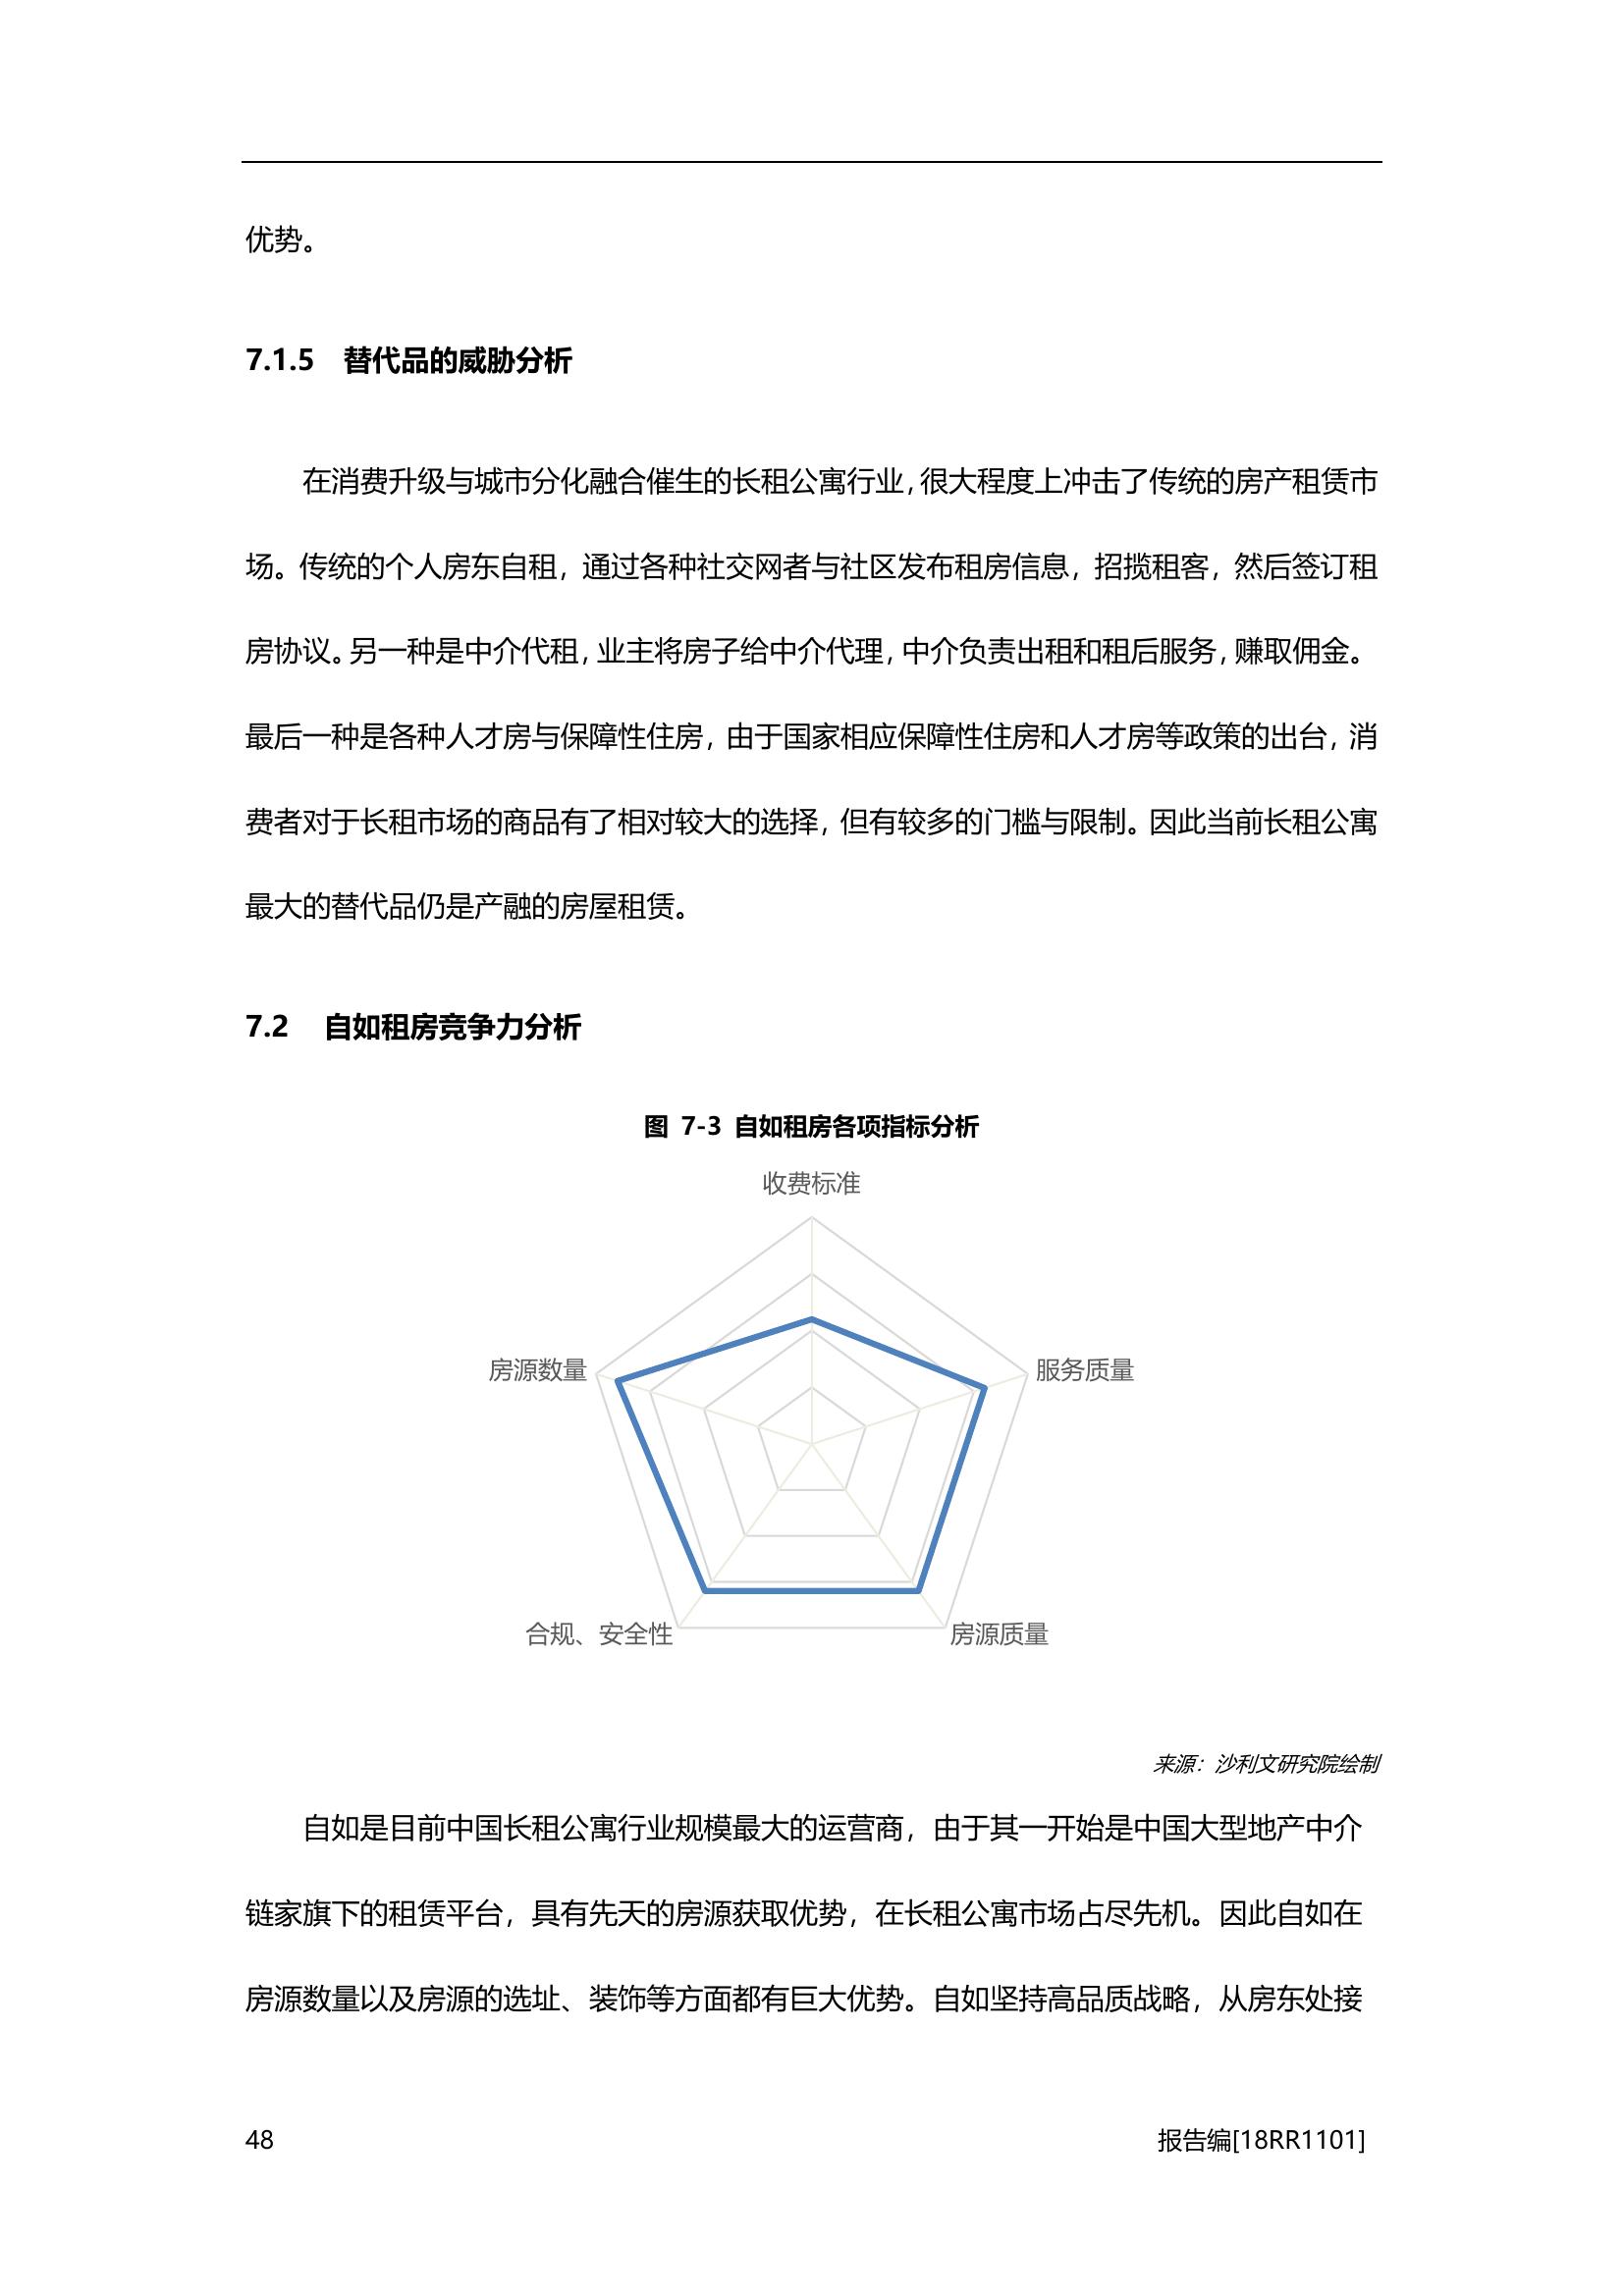 优势。
7.1.5 替代品的威胁分析
在消费升级与城市分化融合催生的长租公寓行业，很大程度上冲击了传统的房产租赁市
场。传统的个人房东自租，通过各种社交网者与社区发布租房信息，招揽租客，然后签订租
房协议。另一种是中介代租，业主将房子给中介代理，中介负责出租和租后服务，赚取佣金。
最后一种是各种人才房与保障性住房，由于国家相应保障性住房和人才房等政策的出台，消
费者对于长租市场的商品有了相对较大的选择，但有较多的门槛与限制。因此当前长租公寓
最大的替代品仍是产融的房屋租赁。
7.2 自如租房竞争力分析
图 7-3 自如租房各项指标分析
收费标准
房源数量
服务质量
合规、安全性
房源质量
来源：沙利文研究院绘制
自如是目前中国长租公寓行业规模最大的运营商，由于其一开始是中国大型地产中介
链家旗下的租赁平台，具有先天的房源获取优势，在长租公寓市场占尽先机。因此自如在
房源数量以及房源的选址、装饰等方面都有巨大优势。自如坚持高品质战略，从房东处接
48
报告编[18RR1101]